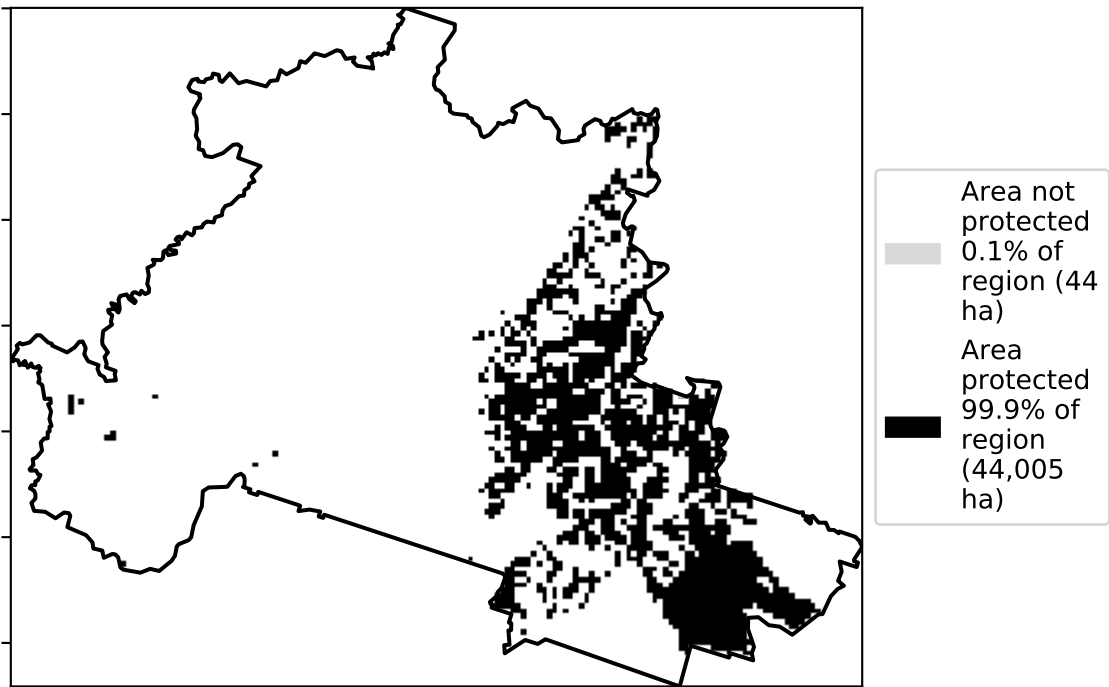 Area not
protected
0.1% of
region (44
ha)
Area
protected
99.9% of
region
(44,005
ha)